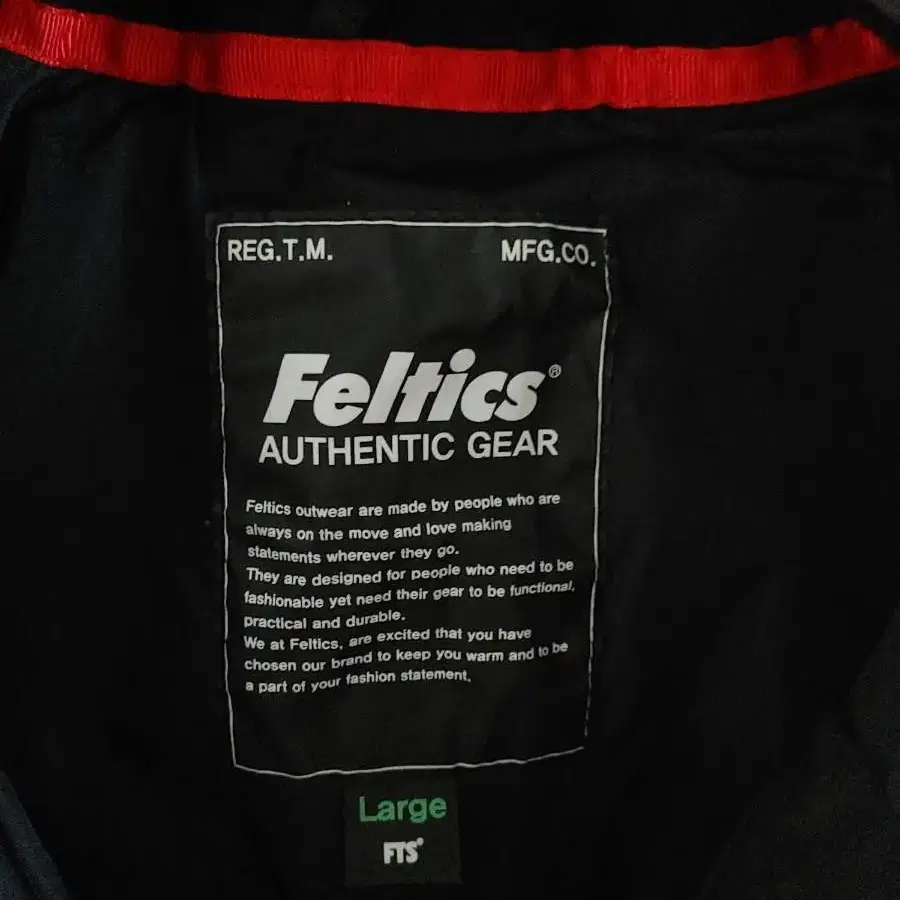 REG.T.M. MFG.CO.
Feltics®
AUTHENTIC GEAR
Feltics outwear are made by people who are
always on the move and love making
statements wherever they go.
They are designed for people who need to be
fashionable yet need their gear to be functional,
practical and durable.
We at Feltics, are excited that you have
chosen our brand to keep you warm and to be
a part of your fashion statement.
Large
FTS®